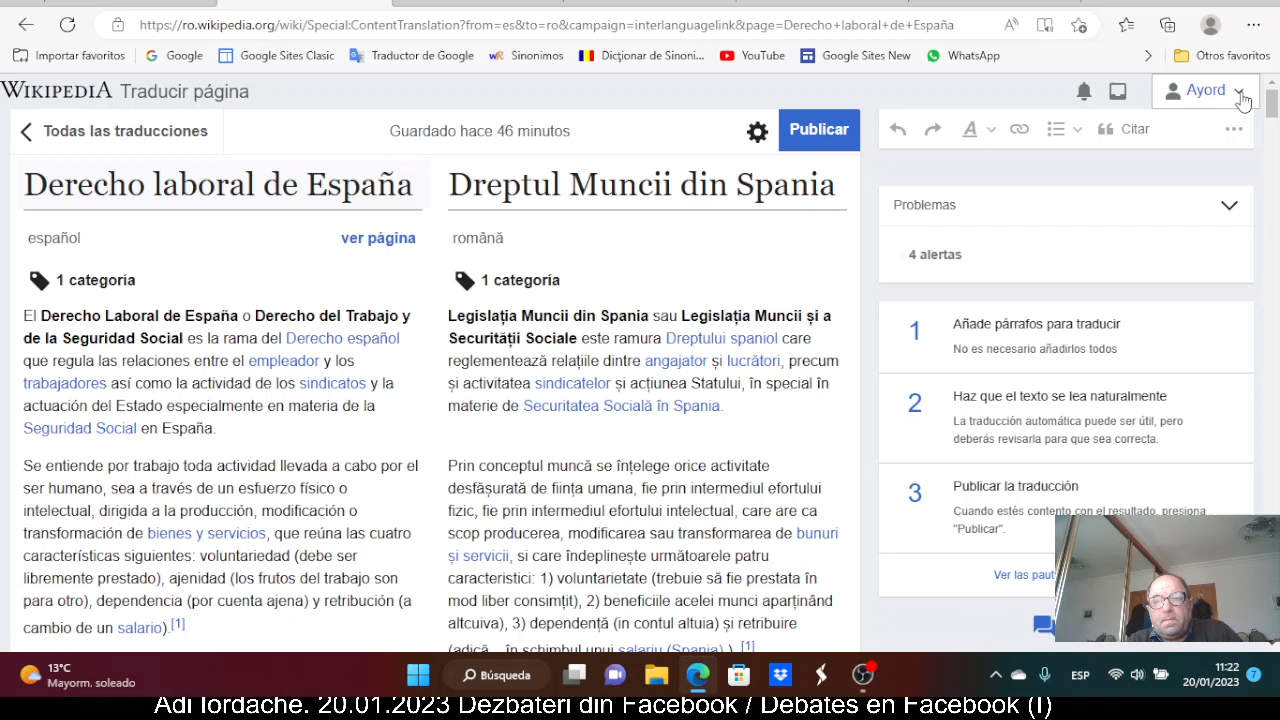 https://ro.wikipedia.org/wiki/Special:ContentTranslation?from=es&to=ro&campaign=interlanguagelink&page=Derecho+laboral+de+España
Importar favoritos
Google
Google Sites Clasic
Traductor de Google
wR Sinonimos
Dicţionar de Sinoni...
YouTube
Google Sites New
WhatsApp
Otros favoritos
WIKIPEDIA Traducir página
Ayord
Todas las traducciones
Guardado hace 46 minutos
Publicar
Citar
Derecho laboral de España
español
ver página
1 categoría
El Derecho Laboral de España o Derecho del Trabajo y
de la Seguridad Social es la rama del Derecho español
que regula las relaciones entre el empleador y los
trabajadores así como la actividad de los sindicatos y la
actuación del Estado especialmente en materia de la
Seguridad Social en España.
Se entiende por trabajo toda actividad llevada a cabo por el
ser humano, sea a través de un esfuerzo físico o
intelectual, dirigida a la producción, modificación o
transformación de bienes y servicios, que reúna las cuatro
características siguientes: voluntariedad (debe ser
libremente prestado), ajenidad (los frutos del trabajo son
para otro), dependencia (por cuenta ajena) y retribución (a
cambio de un salario).[1]
Dreptul Muncii din Spania
română
1 categoría
Legislația Muncii din Spania sau Legislația Muncii și a
Securității Sociale este ramura Dreptului spaniol care
reglementează relațiile dintre angajator și lucrători, precum
și activitatea sindicatelor și acțiunea Statului, în special în
materie de Securitatea Socială în Spania.
Prin conceptul muncă se înțelege orice activitate
desfășurată de ființa umana, fie prin intermediul efortului
fizic, fie prin intermediul efortului intelectual, care are ca
scop producerea, modificarea sau transformarea de bunuri
și servicii, si care îndeplinește următoarele patru
caracteristici: 1) voluntarietate (trebuie să fie prestata în
mod liber consimțit), 2) beneficiile acelei munci aparținând
altcuiva), 3) dependență (in contul altuia) și retribuire
(adică, în schimbul unui salariu (Spania) ). [1]
Problemas
4 alertas
1 Añade párrafos para traducir
No es necesario añadirlos todos
2 Haz que el texto se lea naturalmente
La traducción automática puede ser útil, pero
deberás revisarla para que sea correcta.
3 Publicar la traducción
Cuando estés contento con el resultado, presiona
"Publicar".
Ver las paut
13°C
Mayorm. soleado
Búsqueda
ESP
11:22
20/01/2023
7
Adi Iordache. 20.01.2023 Dezbateri din Facebook / Debates en Facebook (I)